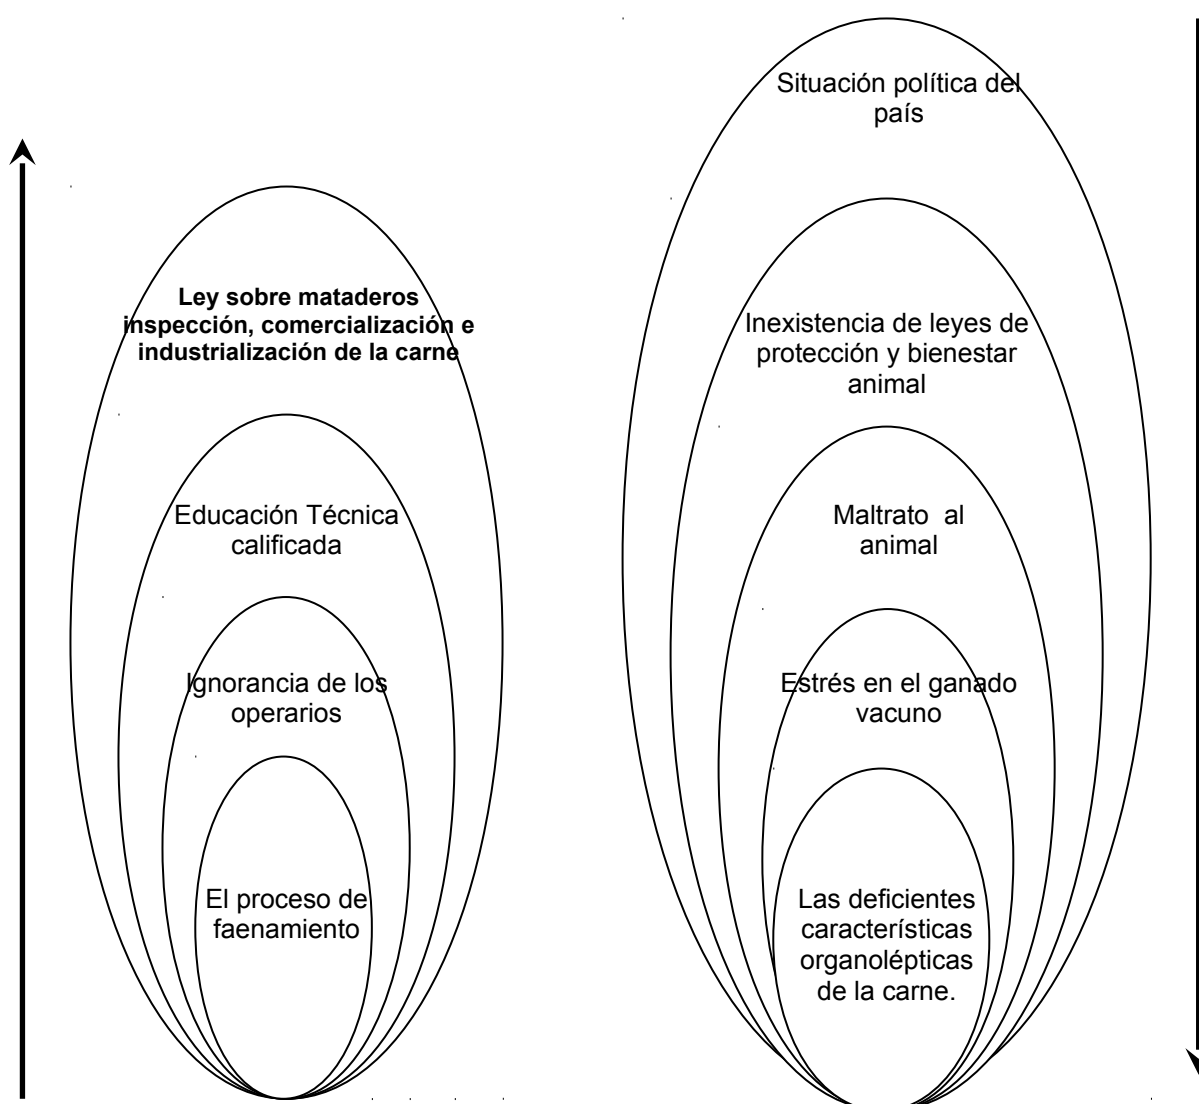 Ley sobre mataderos
inspección, comercialización e
industrialización de la carne
Educación Técnica
calificada
Ignorancia de los
operarios
El proceso de
faenamiento
Situación política del
país
Inexistencia de leyes de
protección y bienestar
animal
Maltrato al
animal
Estrés en el ganado
vacuno
Las deficientes
características
organolépticas
de la carne.